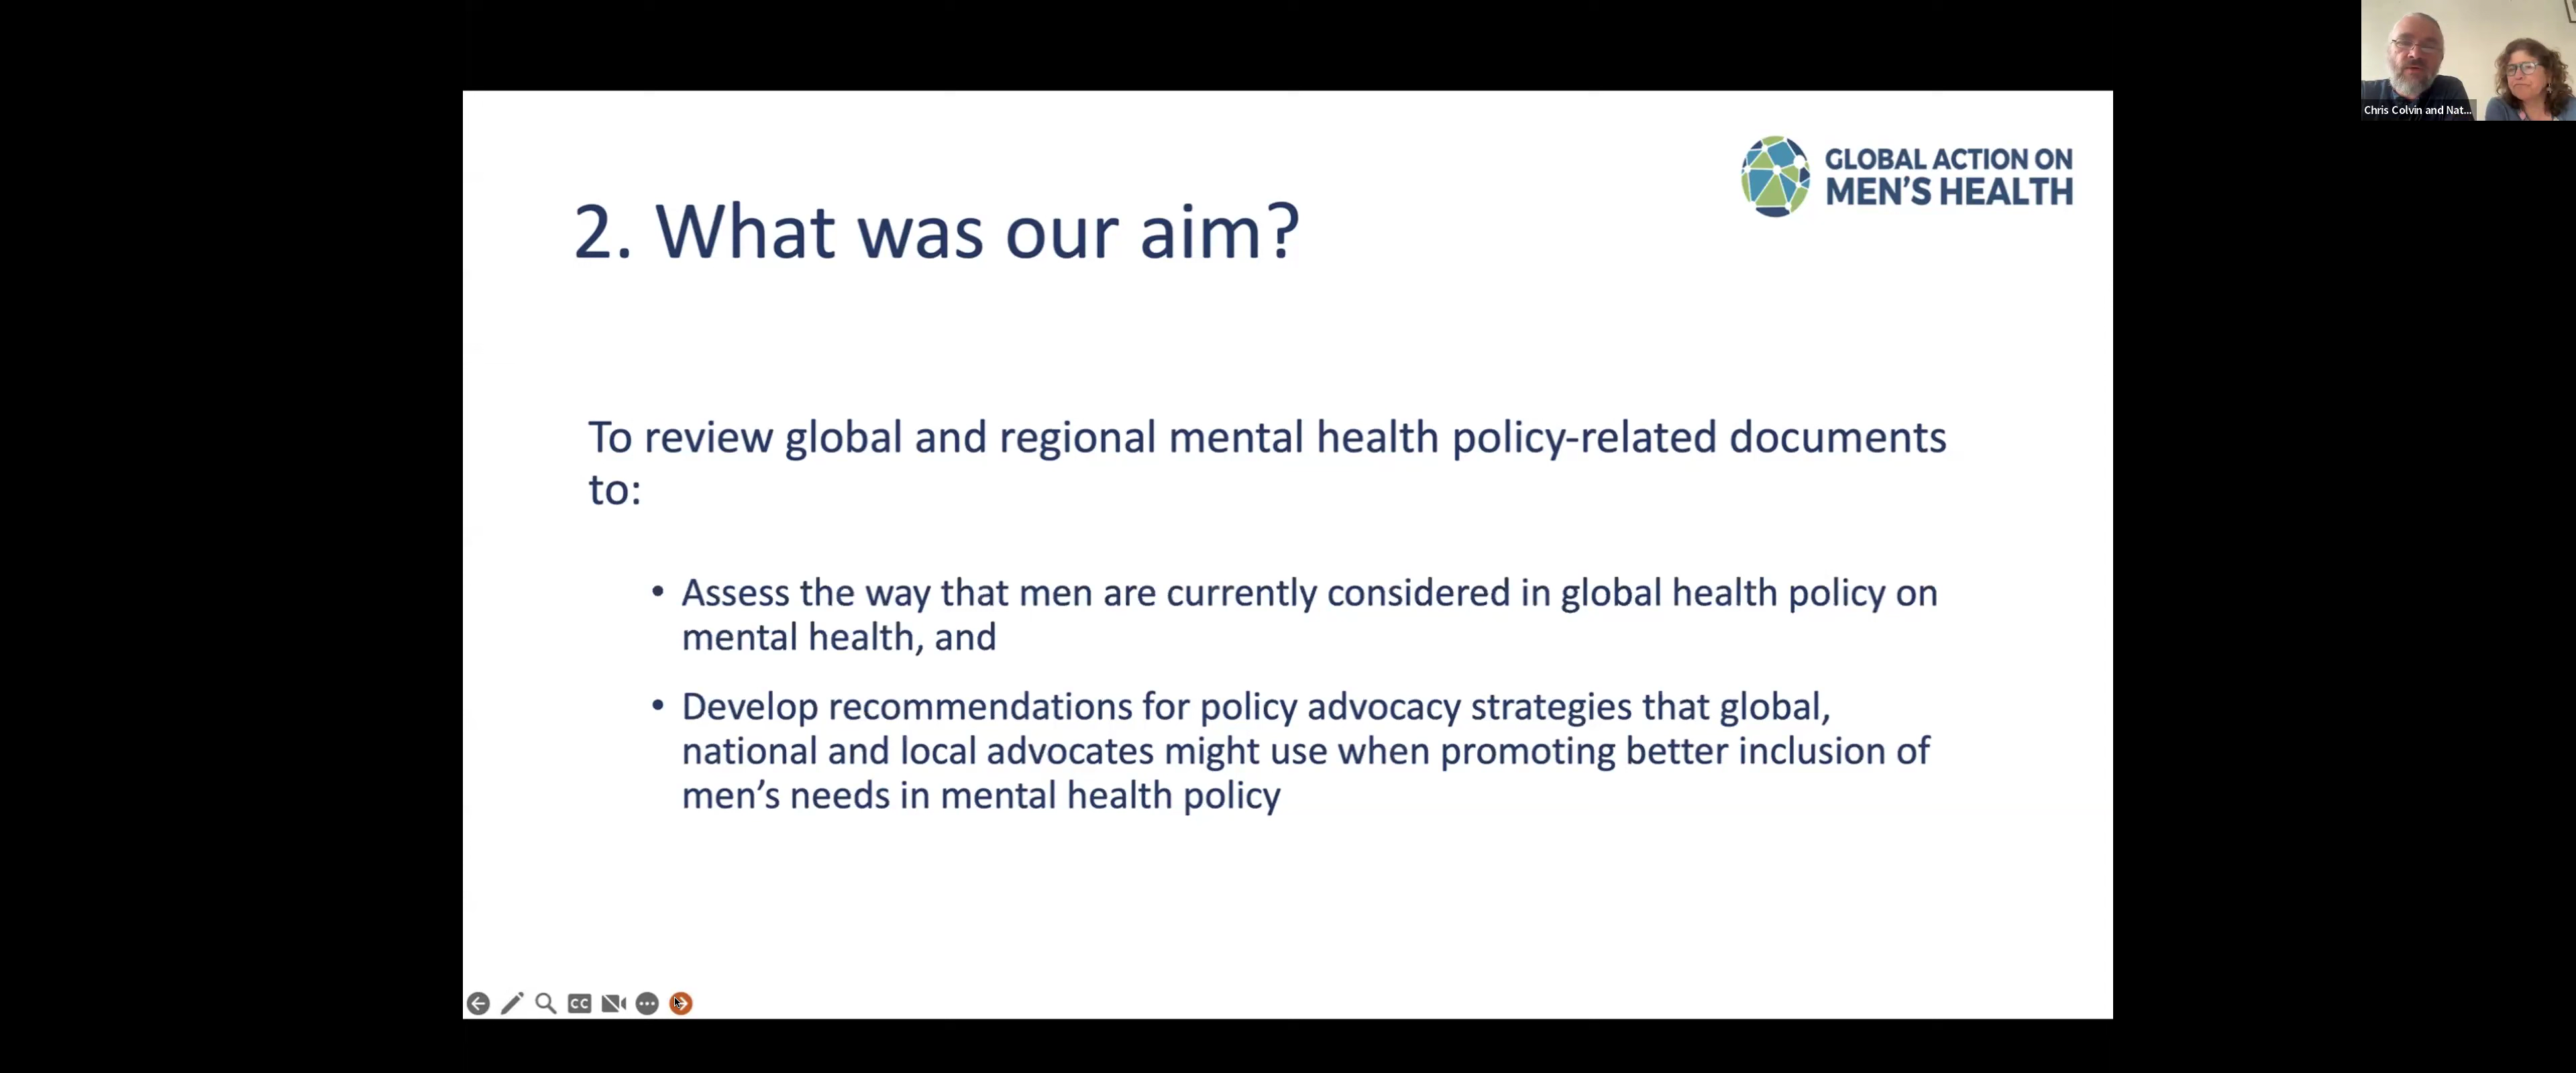 Chris Colvin and Nat...
GLOBAL ACTION ON
MEN'S HEALTH
2. What was our aim?
To review global and regional mental health policy-related documents
to:
• Assess the way that men are currently considered in global health policy on
mental health, and
• Develop recommendations for policy advocacy strategies that global,
national and local advocates might use when promoting better inclusion of
men’s needs in mental health policy
CC